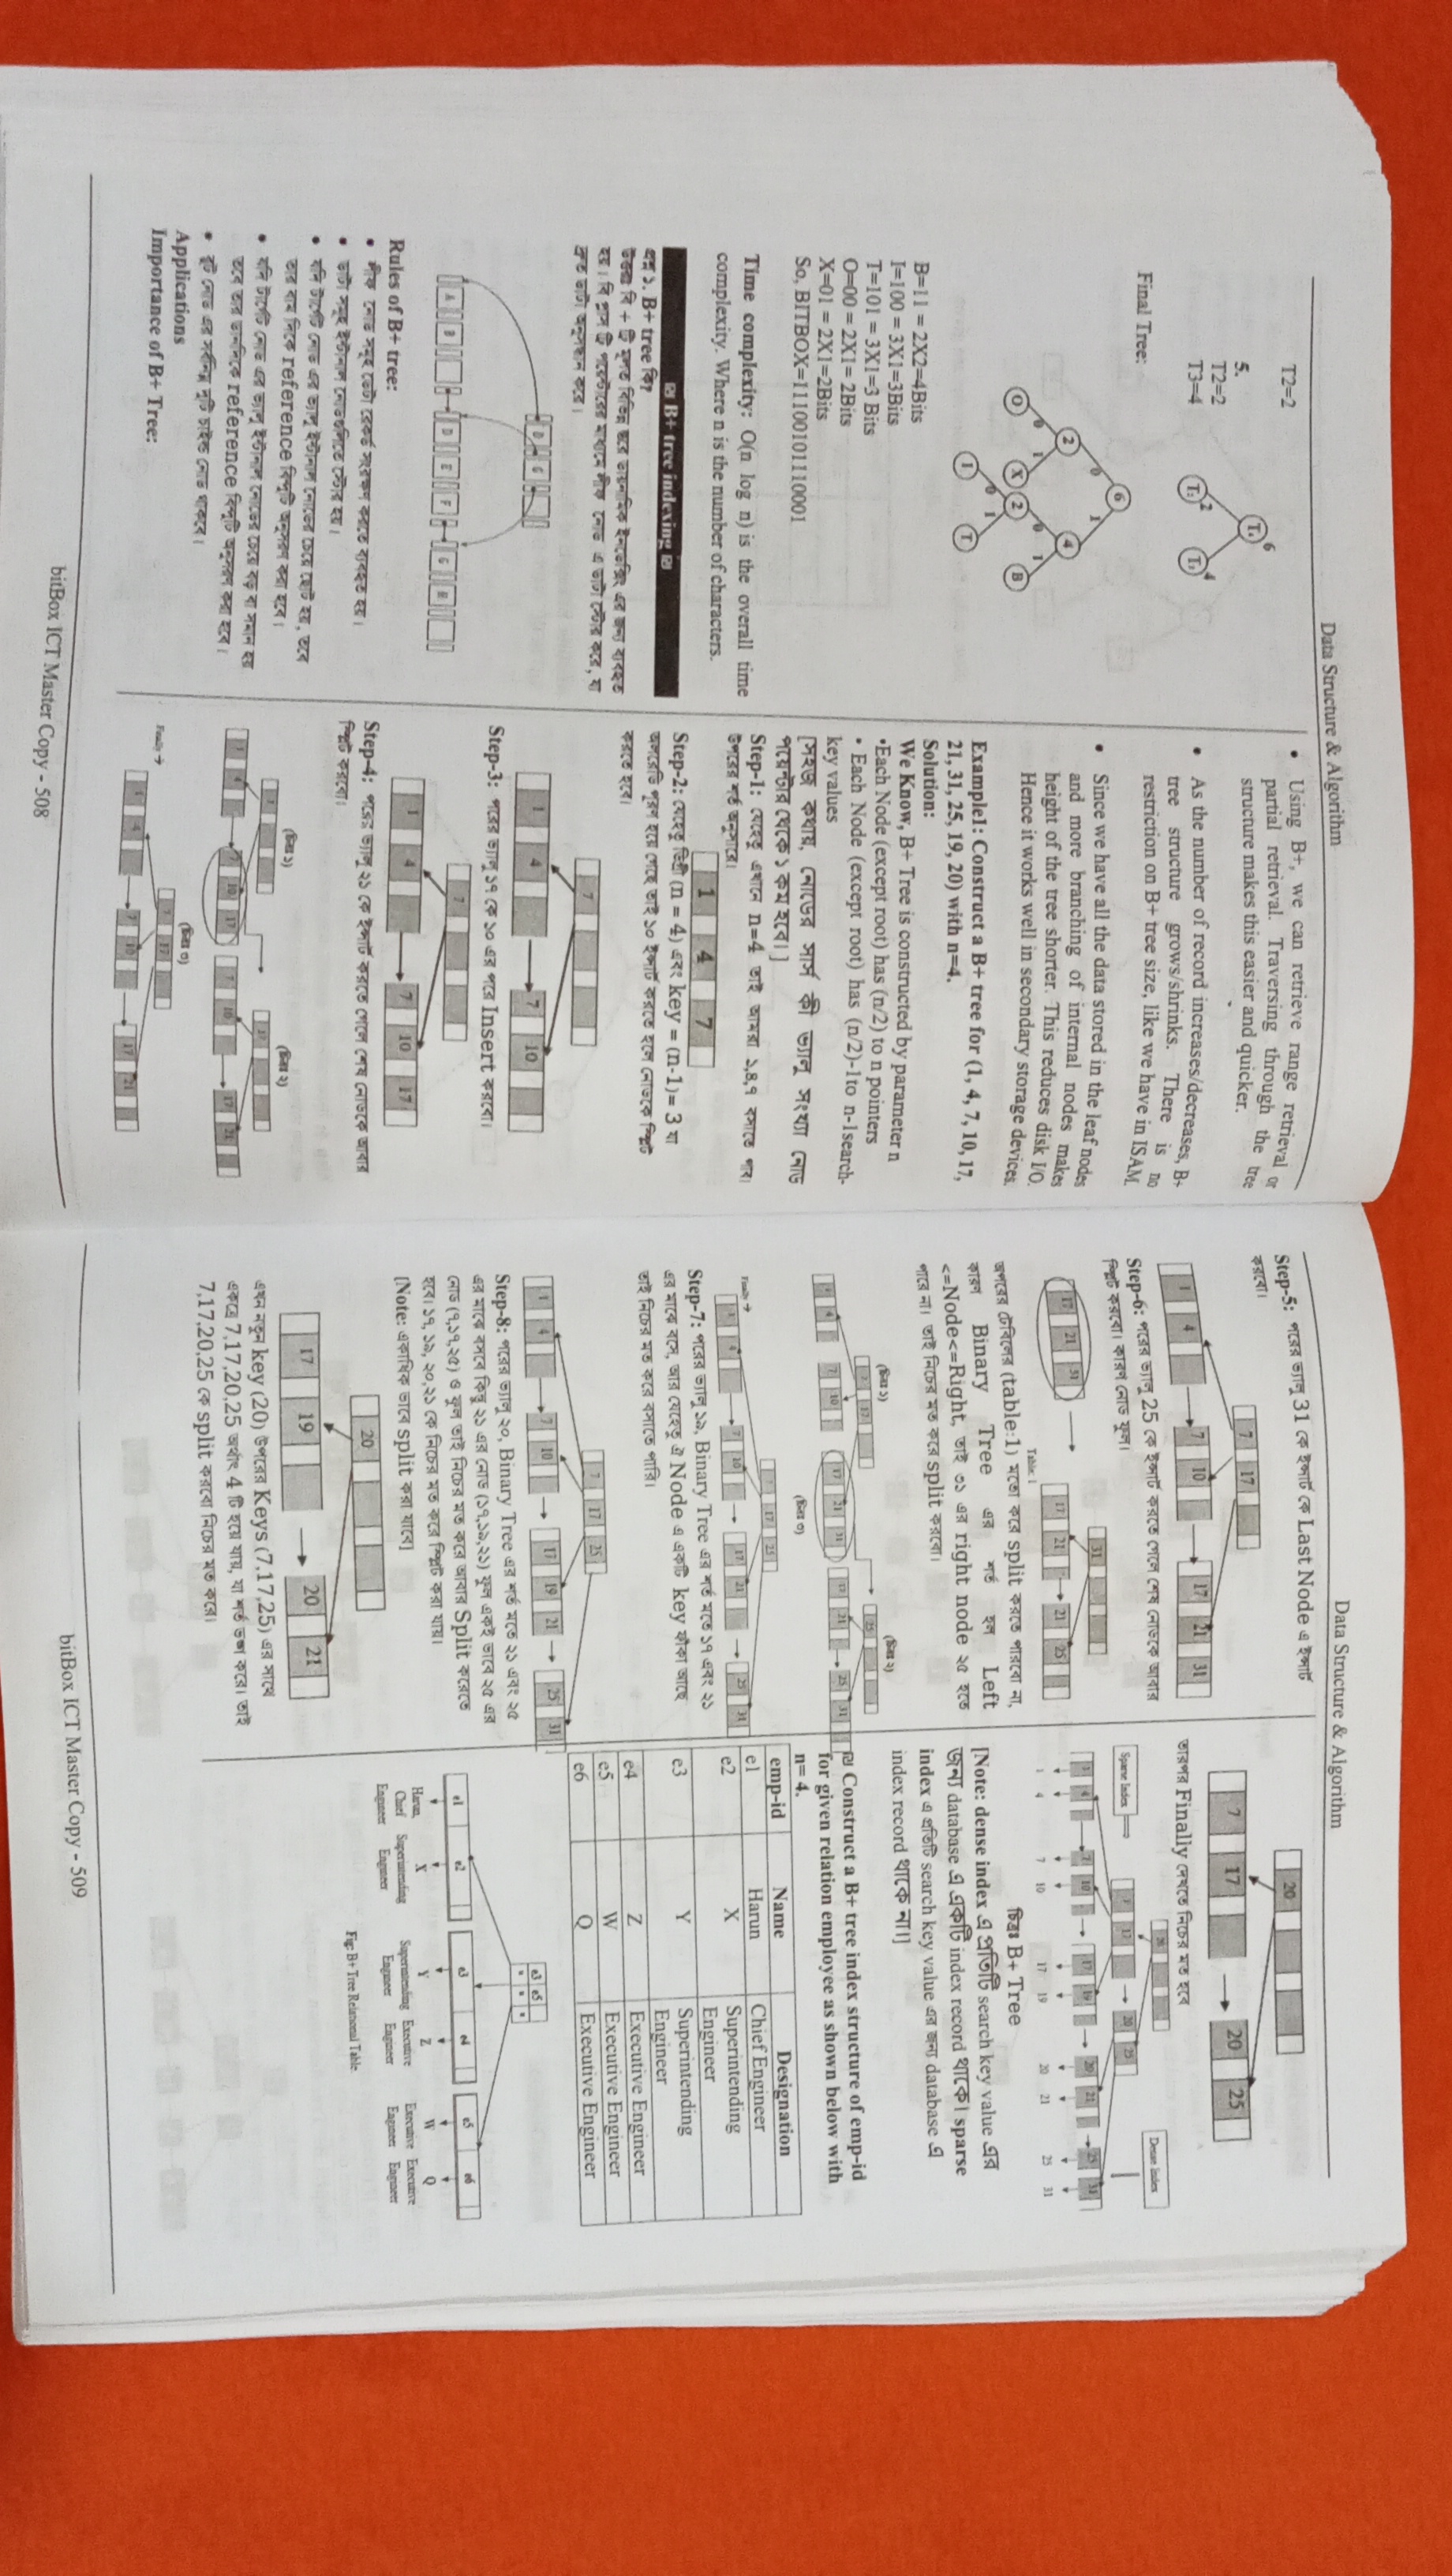 Data Structure & Algorithm
T2=2
5.
T2=2
T3=4
6
T₄
2
T₂
4
T₃
Final Tree:
6
0 1
2 4
0 1 0 1
O X 2 B
0 1
I T
B=11 = 2X2=4Bits
I=100 = 3X1=3Bits
T=101 = 3X1=3 Bits
O=00 = 2X1= 2Bits
X=01 = 2X1=2Bits
So, BITBOX=11100101110001
Time complexity: O(n log n) is the overall time
complexity. Where n is the number of characters.
B+ tree indexing
প্রশ্ন ১. B+ tree কি?
উত্তরঃ বি + ট্রি মূলত বিভিন্ন স্তরে ডায়নামিক ইনডেক্সিং এর জন্য ব্যবহৃত
হয়। বি প্লাস ট্রি পয়েন্টারের মাধ্যমে লীফ নোড এ ডাটা স্টোর করে, যা
দ্রুত ডাটা অনুসন্ধান করে।
D G
A B D E F G H
Rules of B+ tree:
• লীফ নোড সমূহ ডেটা রেকর্ড সংরক্ষণ করতে ব্যবহৃত হয়।
• ডাটা সমূহ ইন্টারনাল নোডগুলিতে স্টোর হয়।
• যদি টার্গেট নোড এর ভ্যালু ইন্টারনাল নোডের চেয়ে ছোট হয়, তবে
তার বাম দিকে reference বিন্দুটি অনুসরণ করা হবে।
• যদি টার্গেট নোড এর ভ্যালু ইন্টারনাল নোডের চেয়ে বড় বা সমান হয়
তবে তার ডানদিকে reference বিন্দুটি অনুসরণ করা হবে।
• রুট নোড এর সর্বনিম্ন দুটি চাইল্ড নোড থাকবে।
Applications
Importance of B+ Tree:
• Using B+, we can retrieve range retrieval or
partial retrieval. Traversing through the tree
structure makes this easier and quicker.
• As the number of record increases/decreases, B+
tree structure grows/shrinks. There is no
restriction on B+ tree size, like we have in ISAM.
• Since we have all the data stored in the leaf nodes
and more branching of internal nodes makes
height of the tree shorter. This reduces disk I/O.
Hence it works well in secondary storage devices.
Example1: Construct a B+ tree for (1, 4, 7, 10, 17,
21, 31, 25, 19, 20) with n=4.
Solution:
We Know, B+ Tree is constructed by parameter n
•Each Node (except root) has (n/2) to n pointers
• Each Node (except root) has (n/2)-1to n-1search-
key values
[সহজ কথায়, নোডের সার্স কী ভ্যালু সংখ্যা নোড
পয়েন্টার থেকে ১ কম হবে। ]
Step-1: যেহেতু এখানে n=4 তাই আমরা ১,৪,৭ বসাতে পারি।
উপরের শর্ত অনুসারে।
1 4 7
Step-2: যেহেতু ডিগ্রী (n = 4) এবং key = (n-1)= 3 যা
অলরেডি পূরণ হয়ে গেছে তাই ১০ ইন্সার্ট করতে হলে নোডকে স্প্লিট
করতে হবে।
7
1 4 7 10
Step-3: পরের ভ্যালু ১৭ কে ১০ এর পরে Insert করবো।
7
1 4 7 10 17
Step-4: পরের ভ্যালু ২১ কে ইন্সার্ট করতে গেলে শেষ নোডকে আবার
স্প্লিট করবো।
(চিত্রঃ ১) (চিত্রঃ ২)
7 17
1 4 7 10 17 7 10 17 21
(চিত্রঃ ৩)
Finally
7 17
1 4 7 10 17 21
bitBox ICT Master Copy - 508
Data Structure & Algorithm
Step-5: পরের ভ্যালু 31 কে ইন্সার্ট কে Last Node এ ইন্সার্ট
করবো।
7 17
1 4 7 10 17 21 31
Step-6: পরের ভ্যালু 25 কে ইন্সার্ট করতে গেলে শেষ নোডকে আবার
স্প্লিট করবো। কারণ নোড ফুল।
31
17 21 31 17 21 21 25
Table: 1
অপরের টেবিলের (table:1) মতো করে split করতে পারবো না,
কারণ Binary Tree এর শর্ত হল Left
<=Node<=Right, তাই ৩১ এর right node ২৫ হতে
পারে না। তাই নিচের মত করে split করবো।
(চিত্রঃ ১) (চিত্রঃ ২)
7 17 25
1 4 7 10 17 21 31 17 21 25 31
(চিত্রঃ ৩)
7 17 25
Finally
1 4 7 10 17 21 25 31
Step-7: পরের ভ্যালু ১৯, Binary Tree এর শর্ত মতে ১৭ এবং ২১
এর মাঝে বসে, আর যেহেতু ঐ Node এ একটি key ফাঁকা আছে
তাই নিচের মত করে বসাতে পারি।
7 17 25
1 4 7 10 17 19 21 25 31
Step-8: পরের ভ্যালু ২০, Binary Tree এর শর্ত মতে ২১ এবং ২৫
এর মাঝে বসবে কিন্তু ২১ এর নোড (১৭,১৯,২১) ফুল একই ভাবে ২৫ এর
নোড (৭,১৭,২৫) ও ফুল তাই নিচের মত করে আবার Split করেতে
হবে। ১৭, ১৯, ২০,২১ কে নিচের মত করে স্প্লিট করা যায়।
[Note: একাধিক ভাবে split করা যাবে]
20
17 19 20 21
এখন নতুন key (20) উপরের Keys (7,17,25) এর সাথে
একত্রে 7,17,20,25 অর্থাৎ 4 টি হয়ে যায়, যা শর্ত ভঙ্গ করে। তাই
7,17,20,25 কে split করবো নিচের মত করে।
20
7 17 20 25
তারপর Finally দেখতে নিচের মত হবে
20
Dense Index
Sparse Index
7 17 20 25
1 4 7 10 17 19 20 21 25 31
1 4 7 10 17 19 20 21 25 31
চিত্রঃ B+ Tree
[Note: dense index এ প্রতিটি search key value এর
জন্য database এ একটি index record থাকে। sparse
index এ প্রতিটি search key value এর জন্য database এ
index record থাকে না।]
Construct a B+ tree index structure of emp-id
for given relation employee as shown below with
n= 4.
emp-id Name Designation
e1 Harun Chief Engineer
e2 X Superintending
Engineer
e3 Y Superintending
Engineer
e4 Z Executive Engineer
e5 W Executive Engineer
e6 Q Executive Engineer
e3 e5
e1 e2 e3 e4 e5 e6
Harun, X Y Z W Q
Chief Superintending Superintending Executive Executive Executive
Engineer Engineer Engineer Engineer Engineer Engineer
Fig: B+ Tree Relational Table
bitBox ICT Master Copy - 509